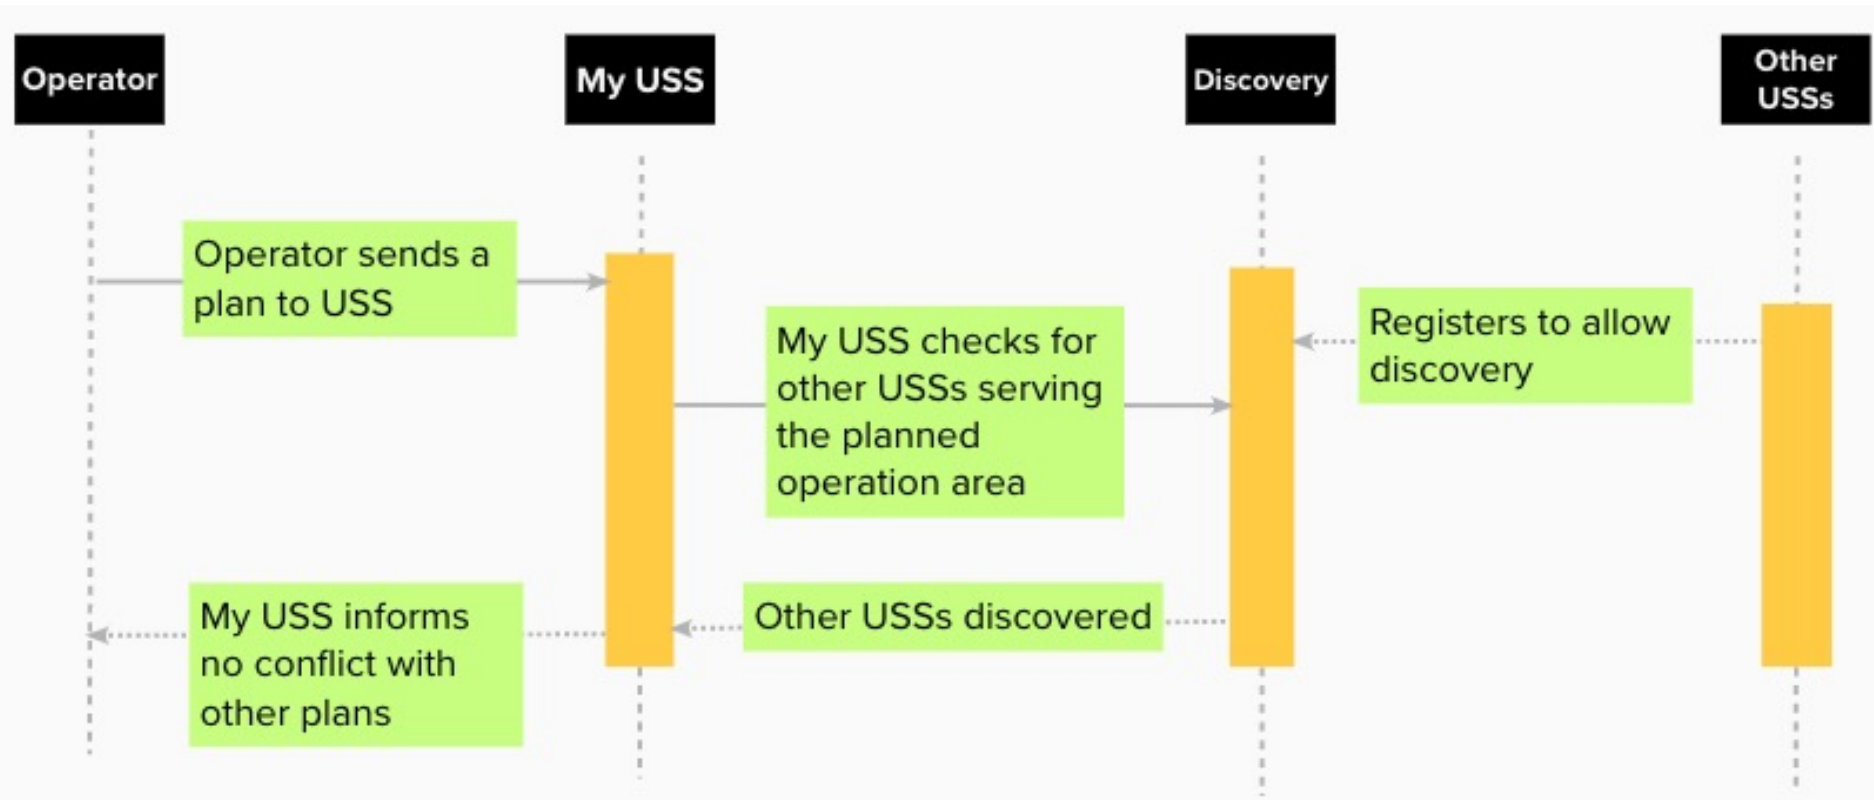 Operator
My USS
Discovery
Other
USSs
Operator sends a
plan to USS
My USS checks for
other USSs serving
the planned
operation area
Registers to allow
discovery
My USS informs
no conflict with
other plans
Other USSs discovered